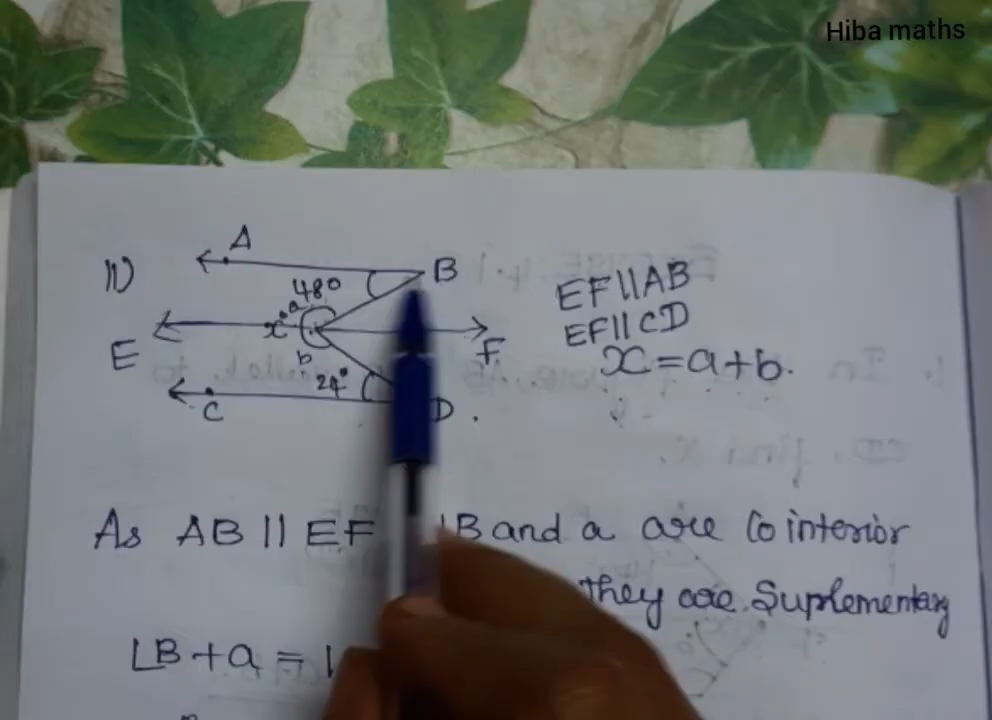 Hiba maths
11)
A
B
48°
a
x°
E
F
b
24°
C
D.
EF||AB
EF|| CD
x=a+b.
As AB || EF B and a are Co interior
they are Suplementary
∠B+a = 1